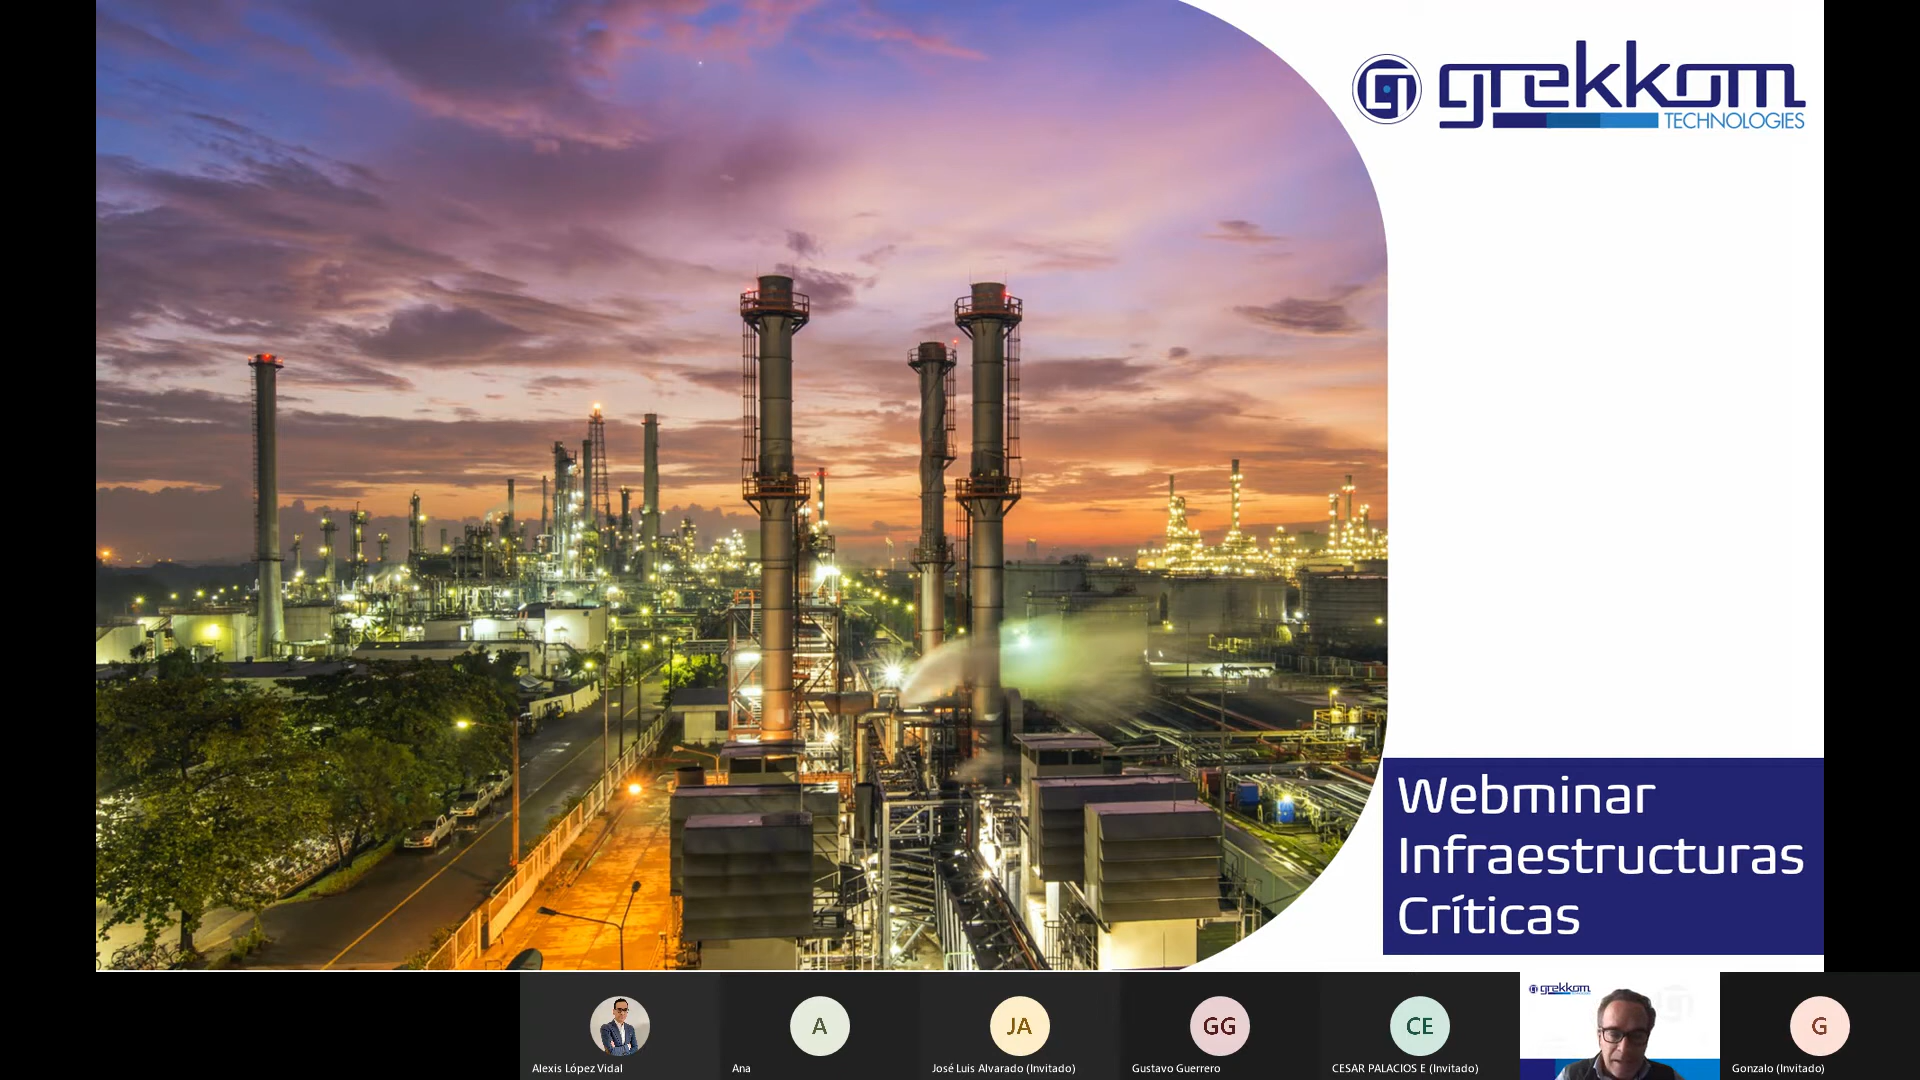 grekkom
TECHNOLOGIES
Webminar
Infraestructuras
Críticas
A
JA
GG
CE
grekkom
G
Alexis López Vidal
Ana
José Luis Alvarado (Invitado)
Gustavo Guerrero
CESAR PALACIOS E (Invitado)
Gonzalo (Invitado)